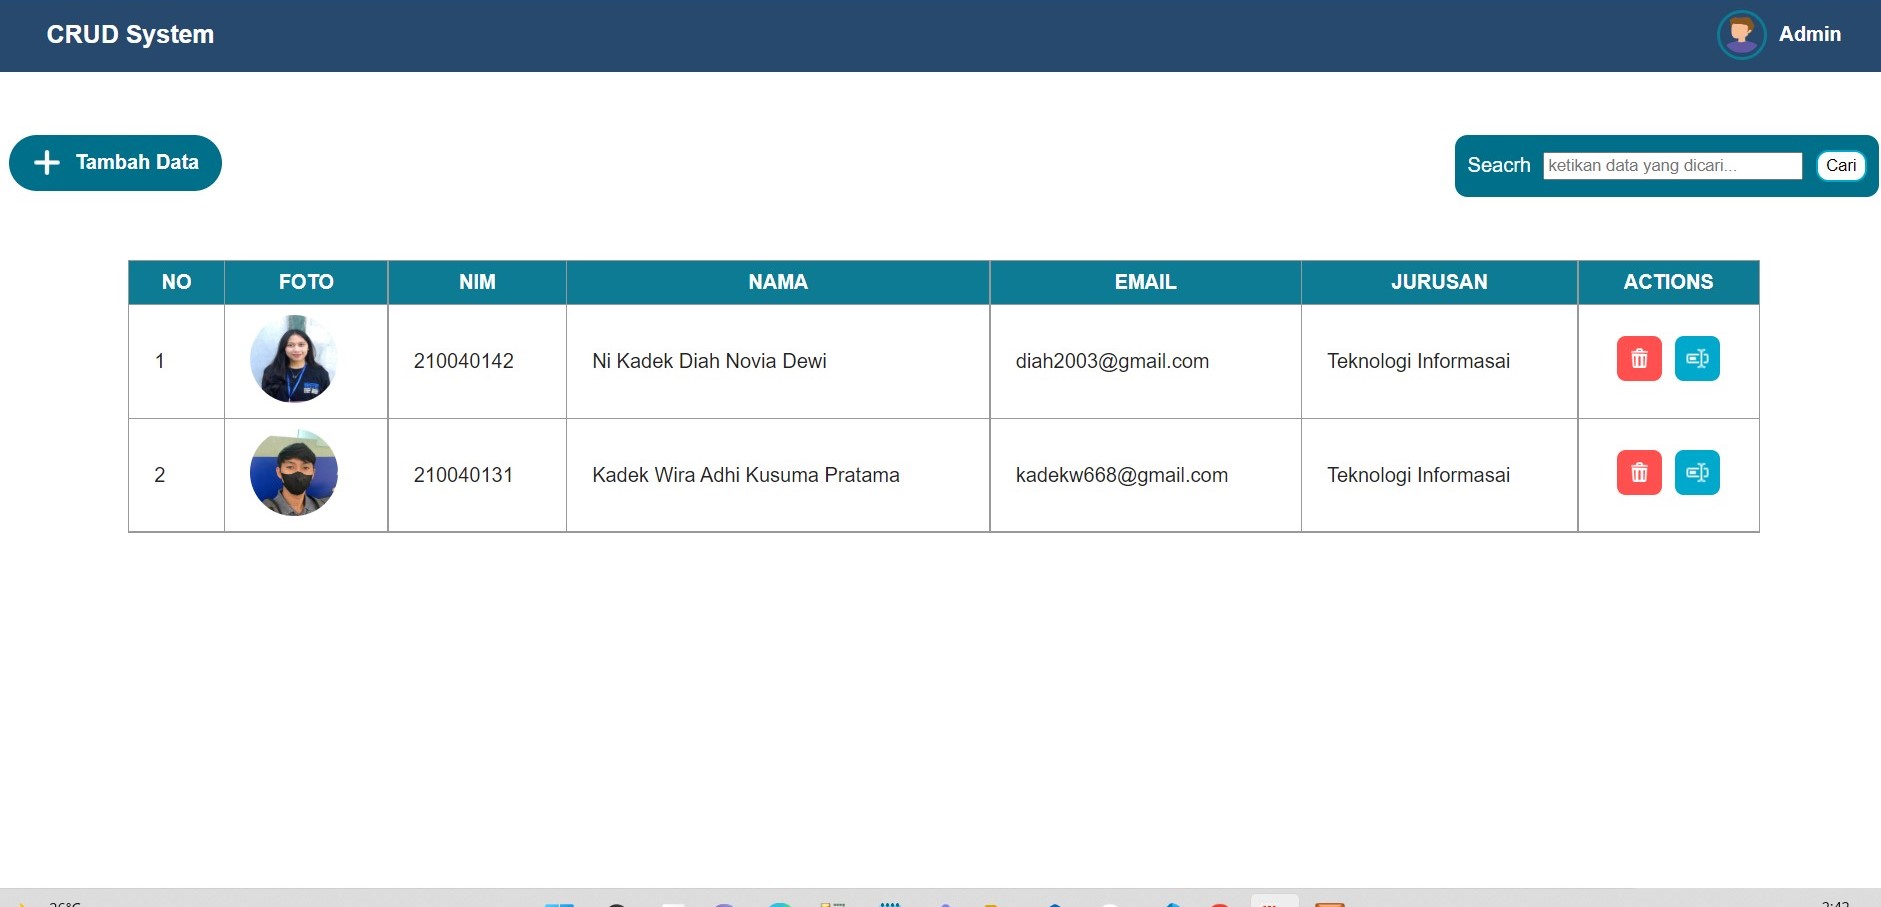 CRUD System
Admin
Tambah Data
Seacrh ketikan data yang dicari... Cari
NO FOTO NIM NAMA EMAIL JURUSAN ACTIONS
1 210040142 Ni Kadek Diah Novia Dewi diah2003@gmail.com Teknologi Informasai
2 210040131 Kadek Wira Adhi Kusuma Pratama kadekw668@gmail.com Teknologi Informasai